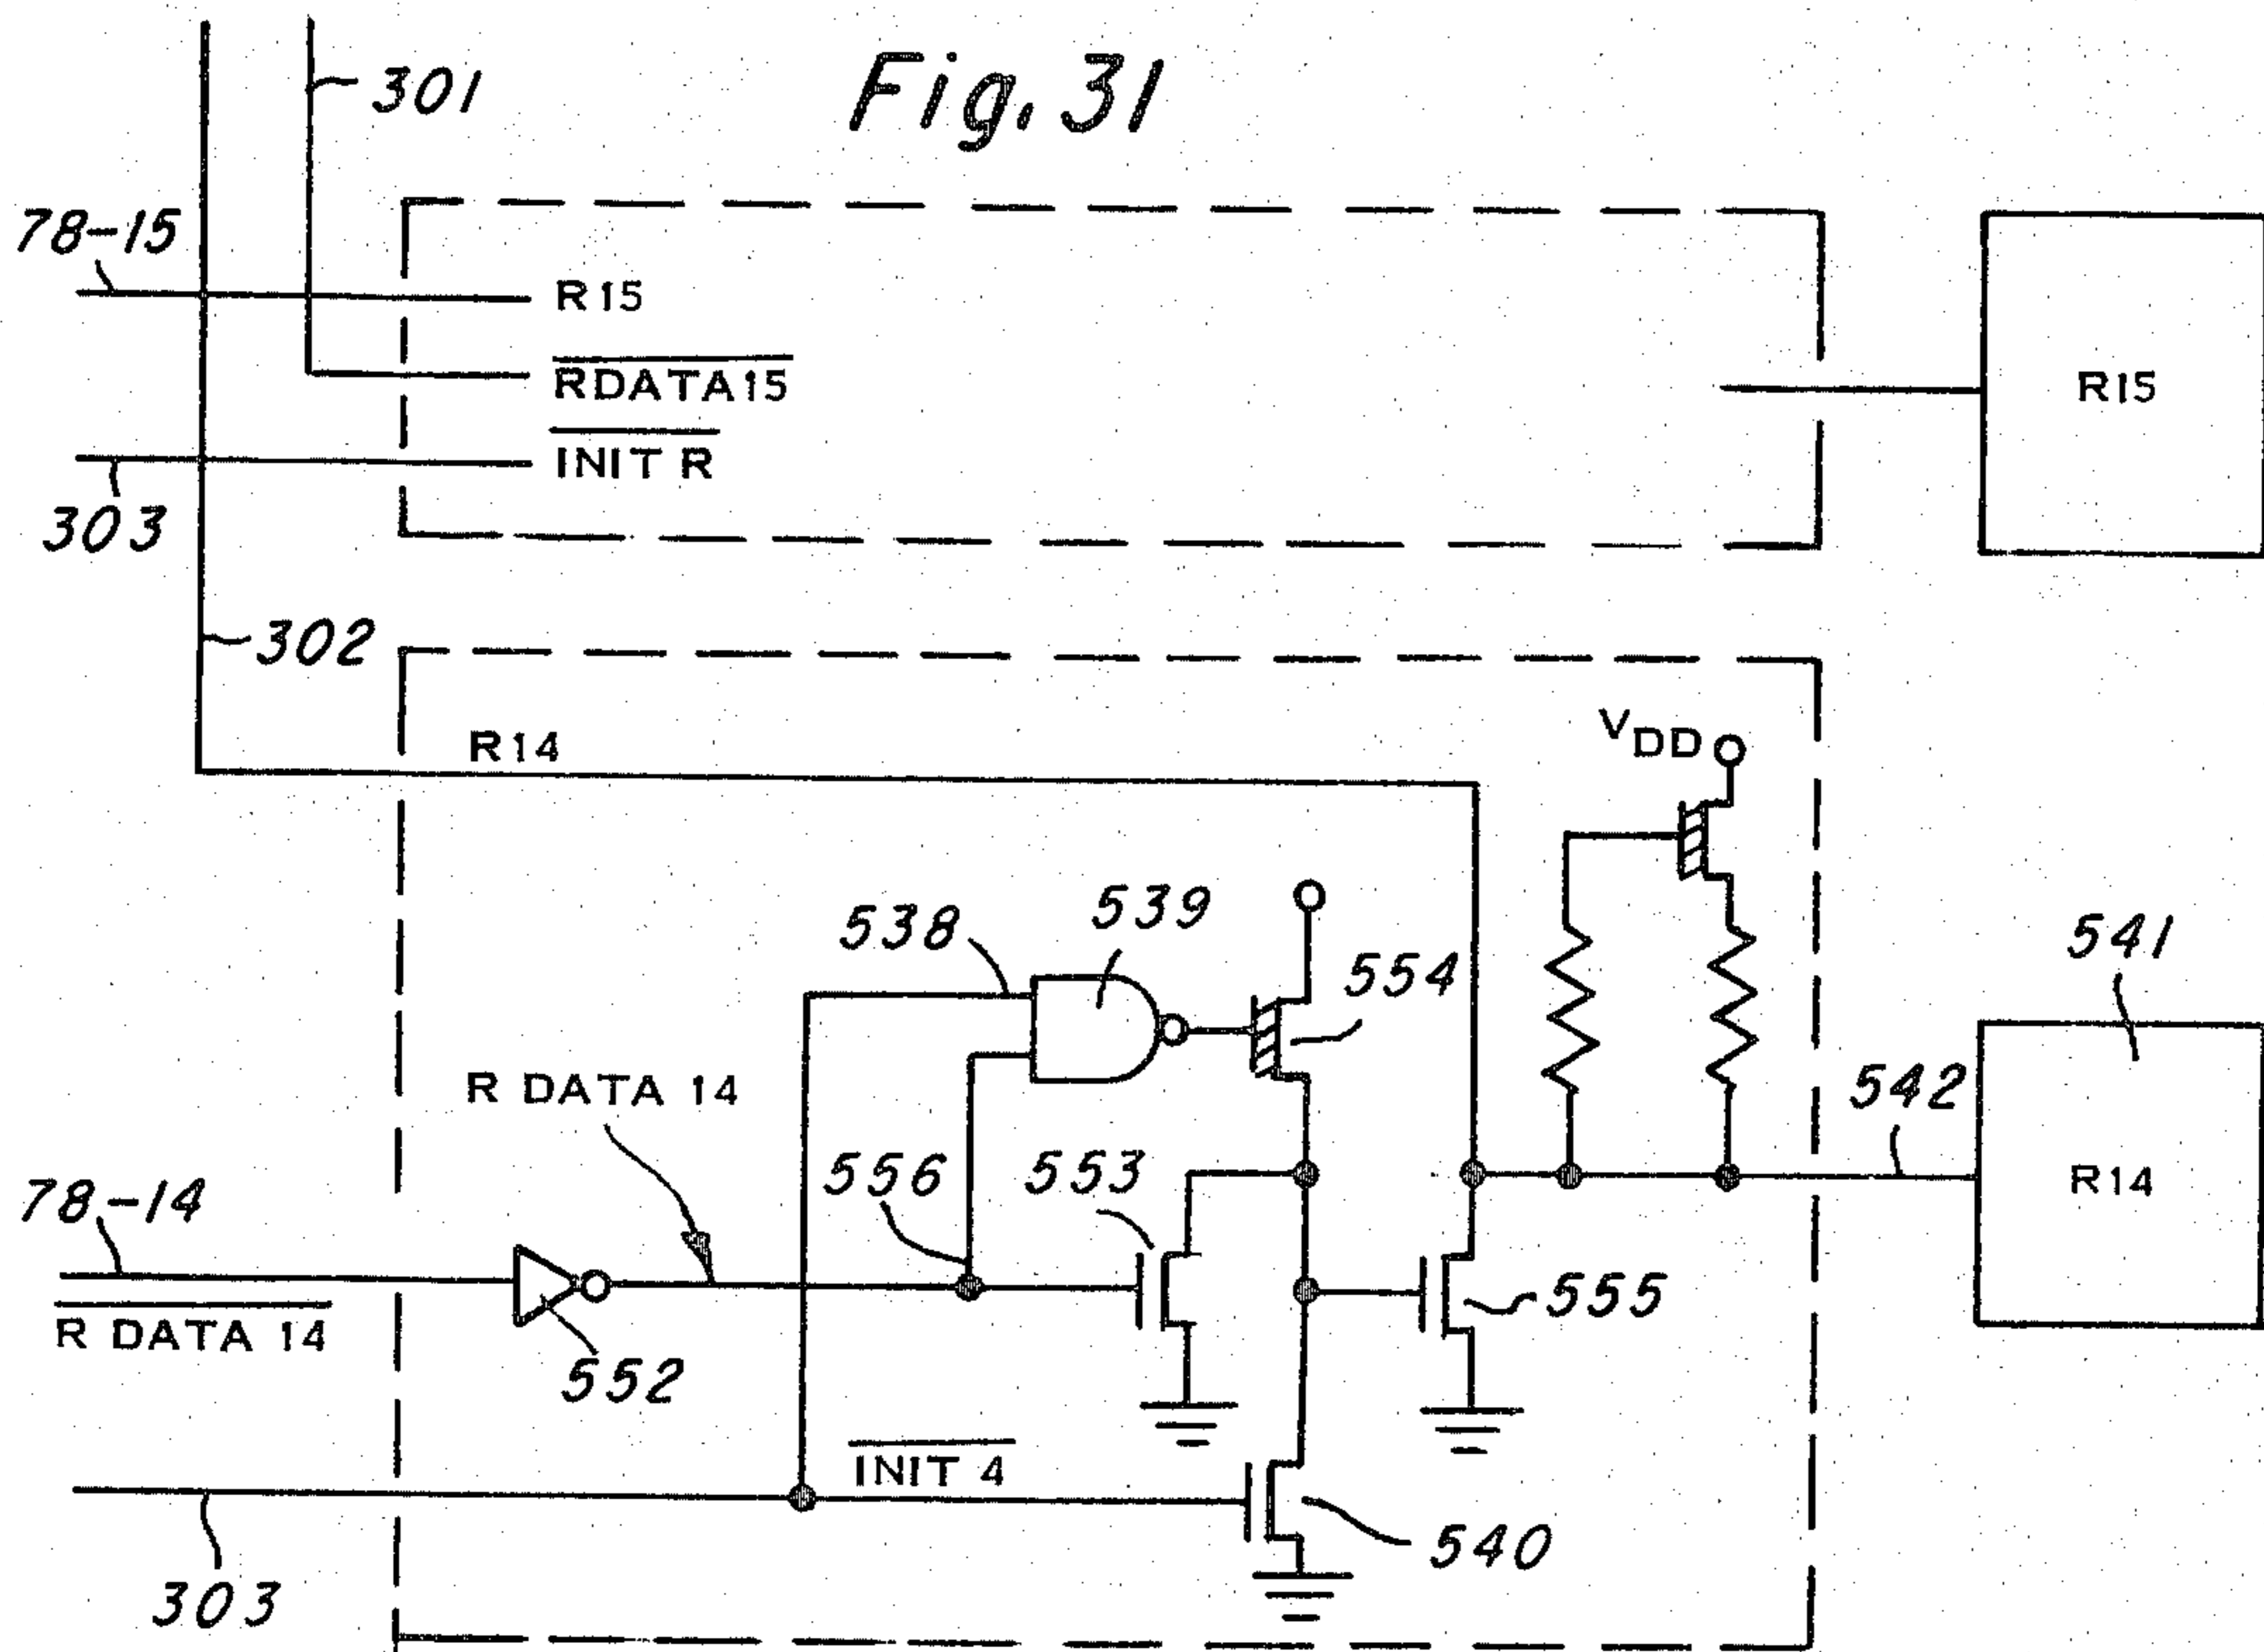 Fig. 31
301
78-15
R15
RDATA15
INIT R
R15
303
302
R14
VDD
538
539
554
541
R DATA 14
556
553
542
78-14
R14
R DATA 14
552
555
INIT 4
540
303